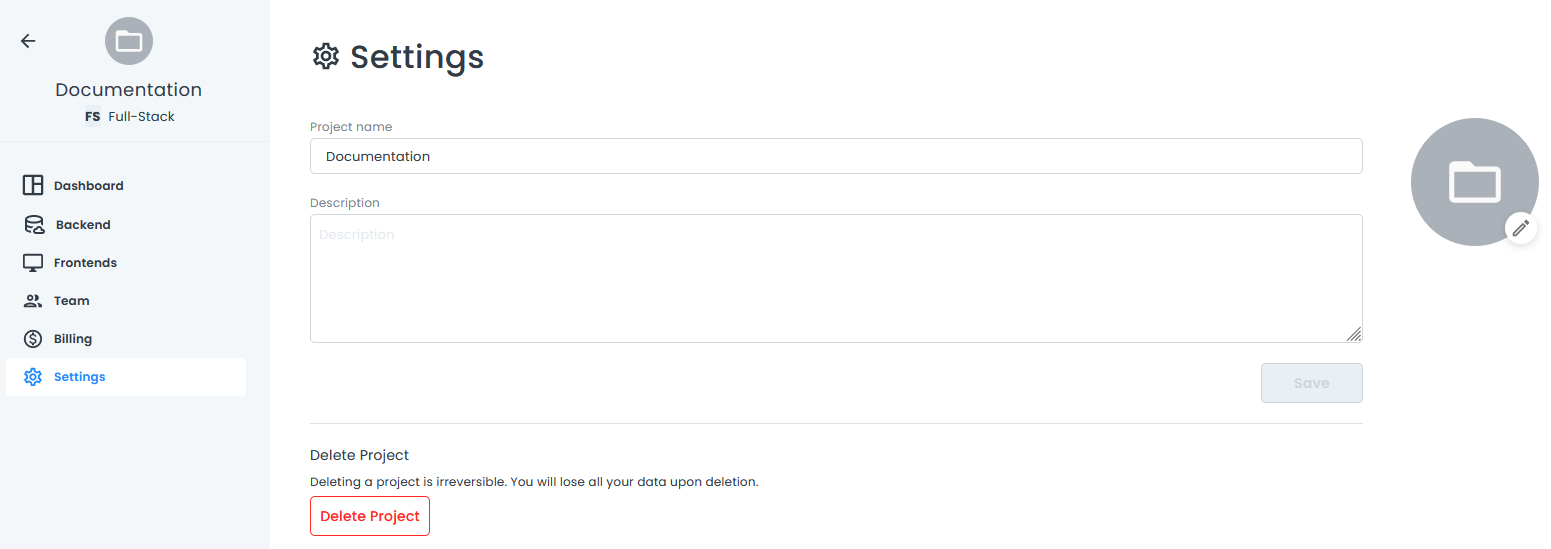 Documentation
FS Full-Stack
Dashboard
Backend
Frontends
Team
Billing
Settings
Settings
Project name
Documentation
Description
Description
Save
Delete Project
Deleting a project is irreversible. You will lose all your data upon deletion.
Delete Project